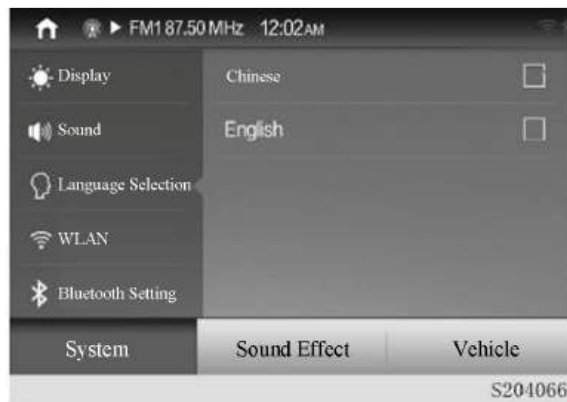 FM1 87.50 MHz 12:02AM
Display
Chinese
Sound
English
Language Selection
WLAN
Bluetooth Setting
System Sound Effect Vehicle
S204066